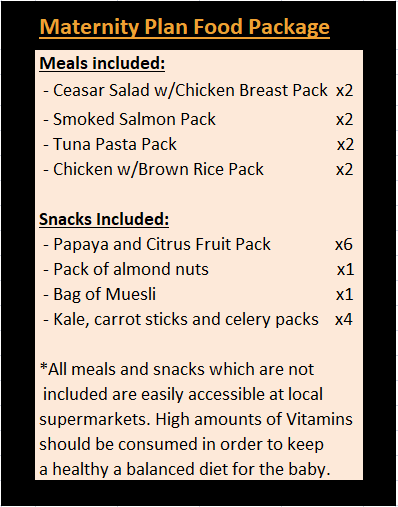 Maternity Plan Food Package
Meals included:
- Ceasar Salad w/Chicken Breast Pack x2
- Smoked Salmon Pack x2
- Tuna Pasta Pack x2
- Chicken w/Brown Rice Pack x2
Snacks Included:
- Papaya and Citrus Fruit Pack x6
- Pack of almond nuts x1
- Bag of Muesli x1
- Kale, carrot sticks and celery packs x4
*All meals and snacks which are not
included are easily accessible at local
supermarkets. High amounts of Vitamins
should be consumed in order to keep
a healthy a balanced diet for the baby.